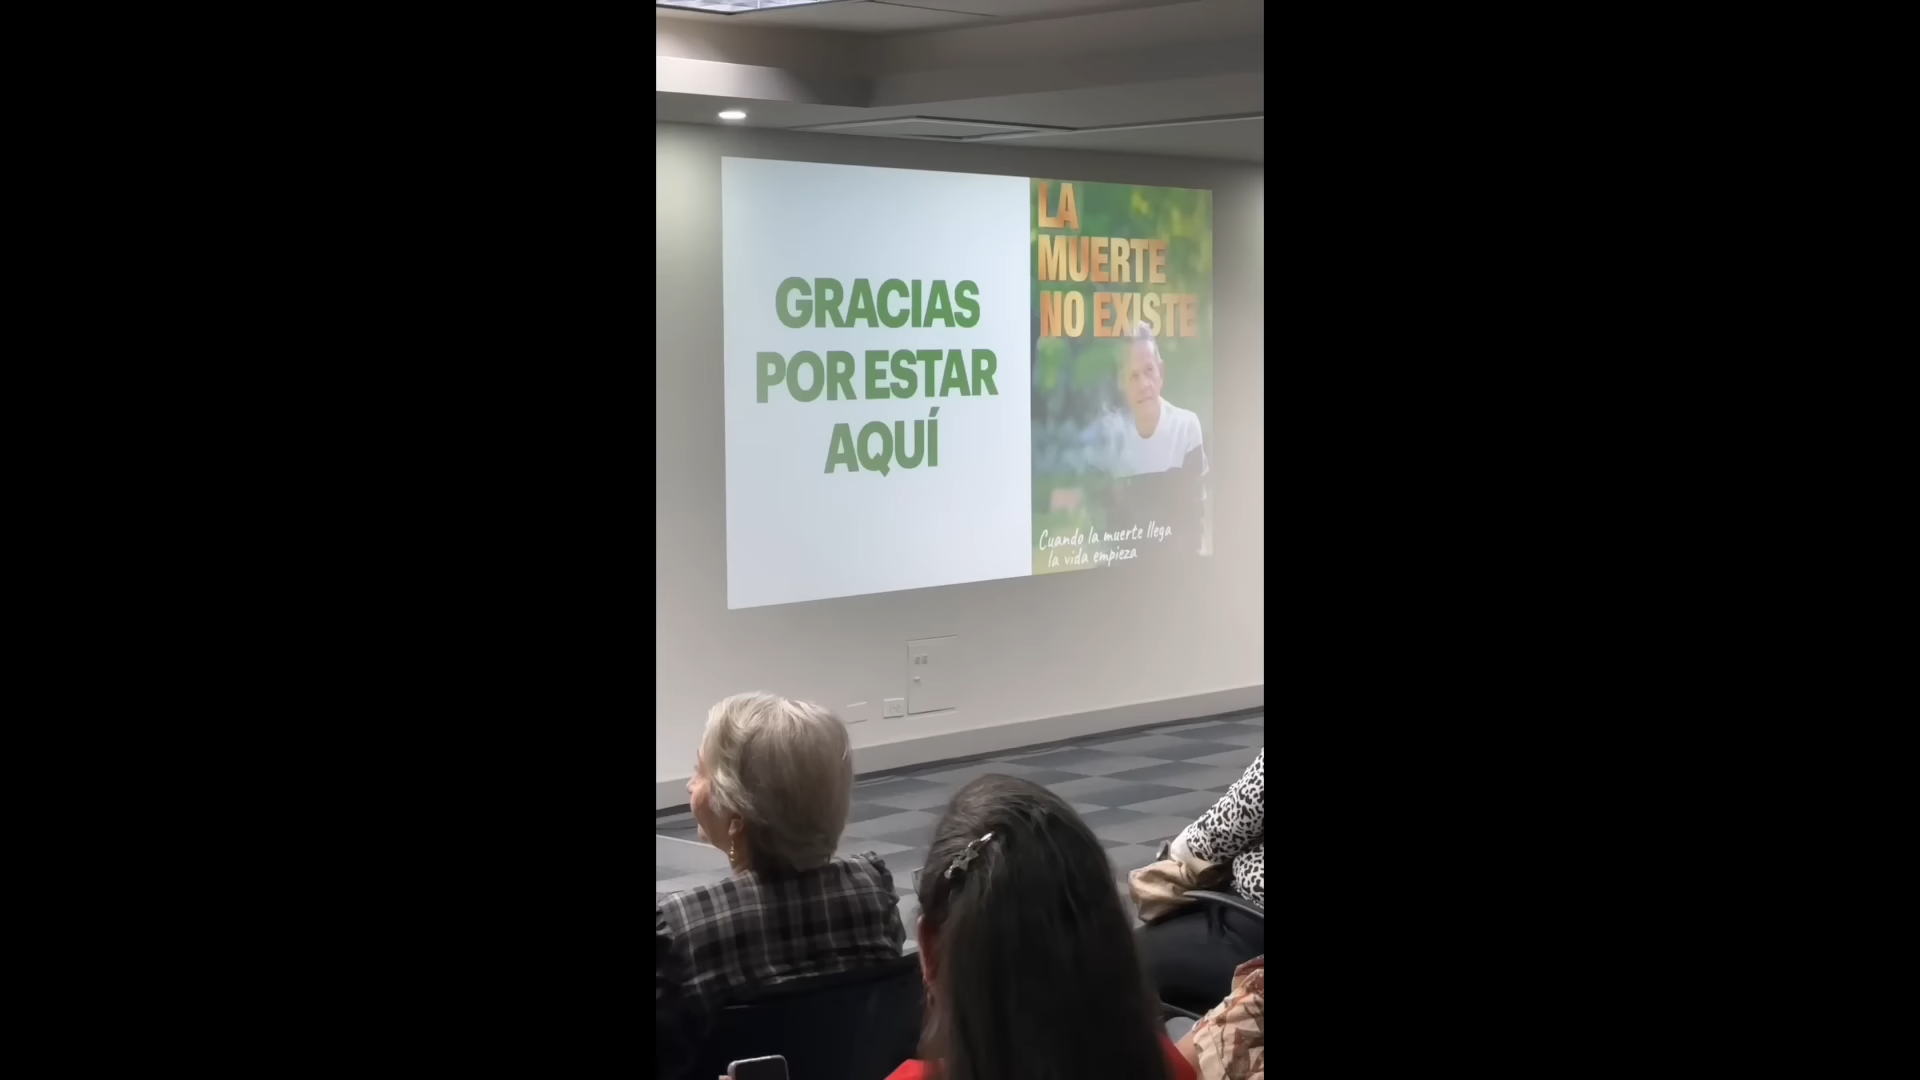 GRACIAS
POR ESTAR
AQUÍ
LA
MUERTE
NO EXISTE
Cuando la muerte llega
la vida empieza